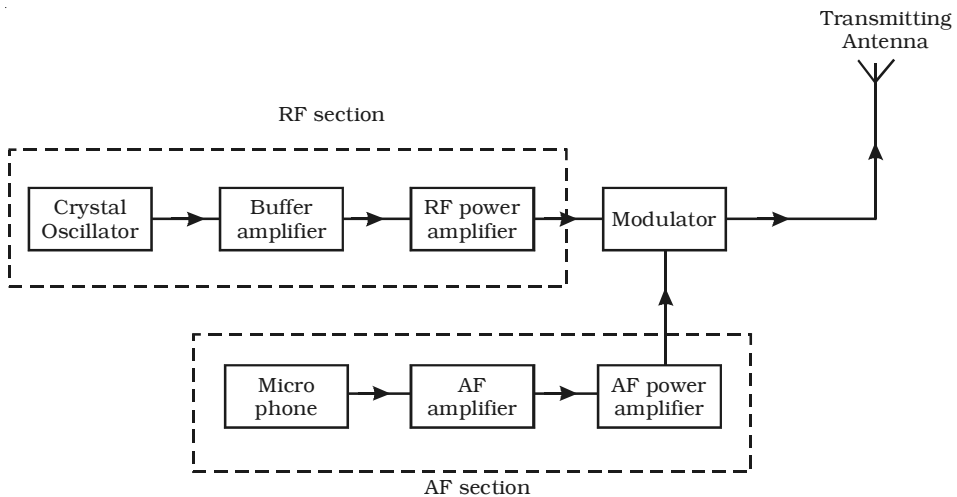 Transmitting
Antenna
RF section
Crystal
Oscillator
Buffer
amplifier
RF power
amplifier
Modulator
Micro
phone
AF
amplifier
AF power
amplifier
AF section